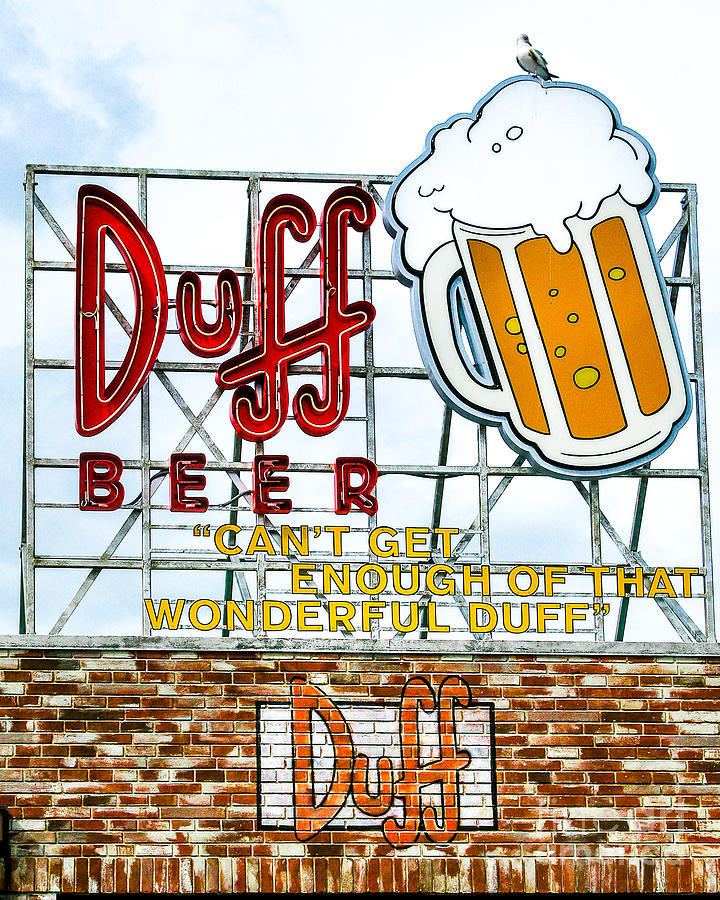 Duff
BEER
"CAN'T GET
ENOUGH OF THAT
WONDERFUL DUFF"
Duff